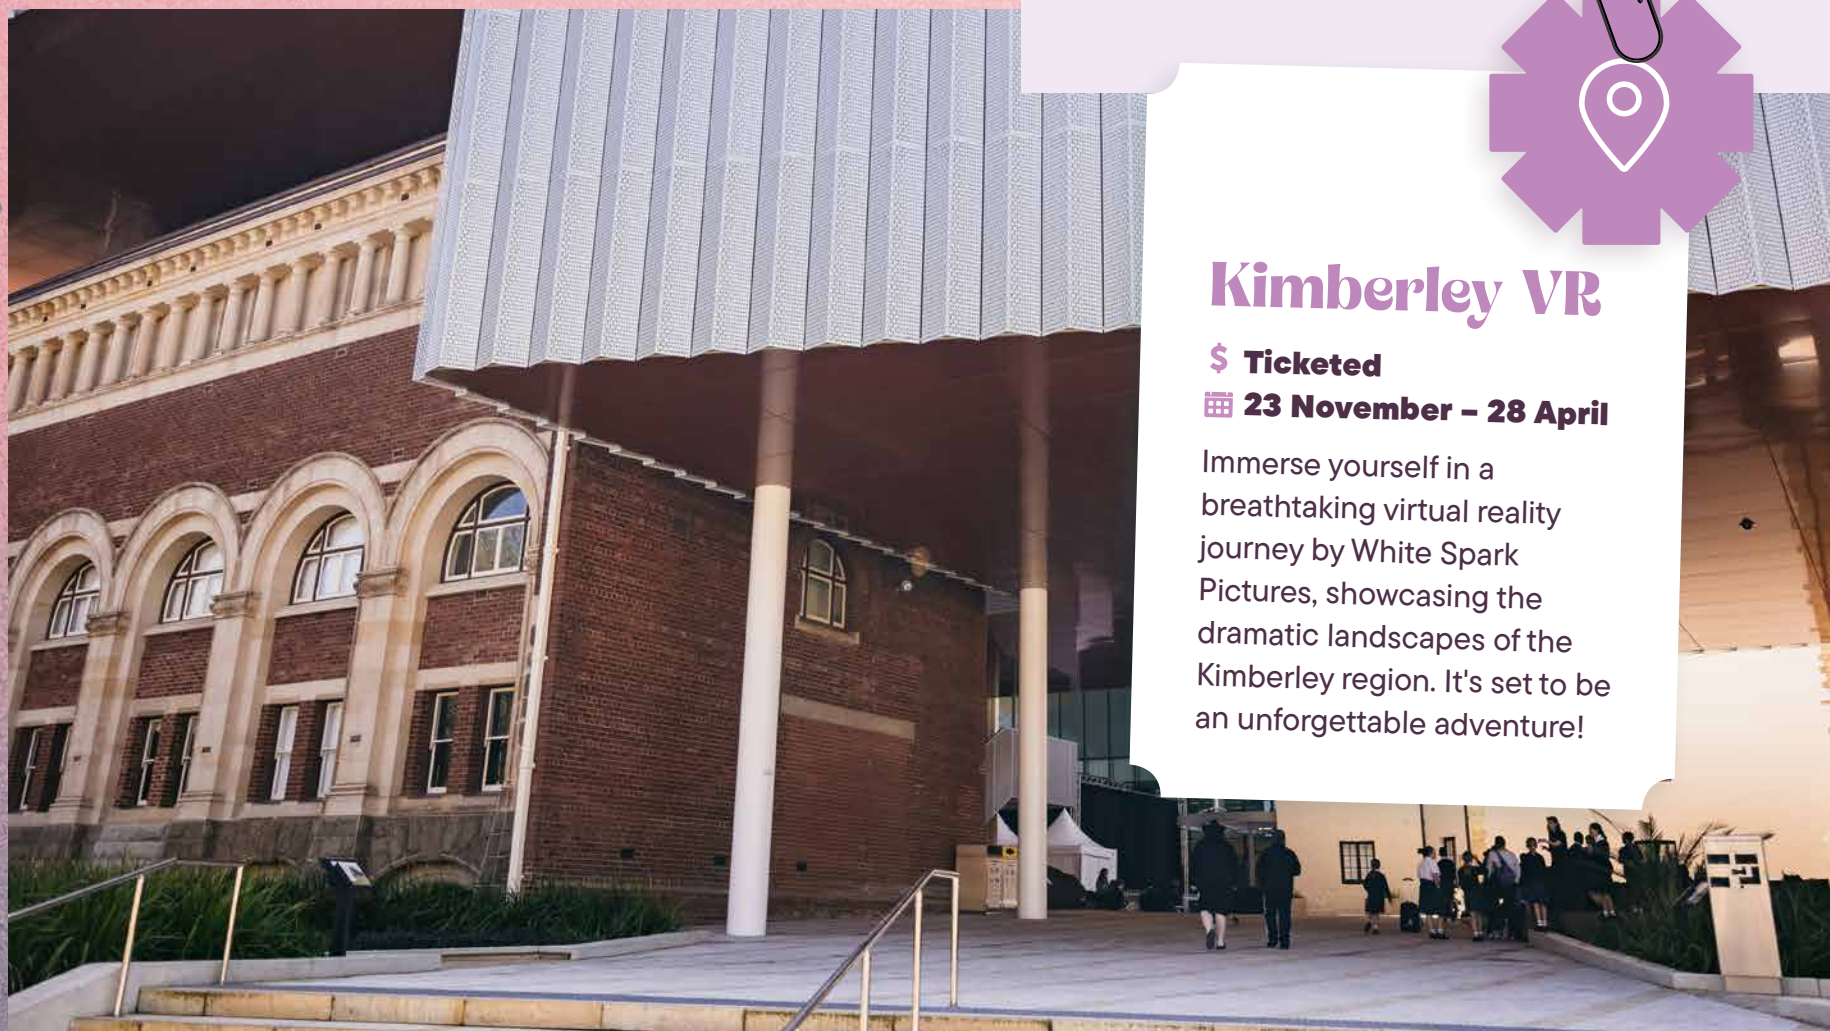 Kimberley VR
$ Ticketed
23 November – 28 April
Immerse yourself in a
breathtaking virtual reality
journey by White Spark
Pictures, showcasing the
dramatic landscapes of the
Kimberley region. It's set to be
an unforgettable adventure!